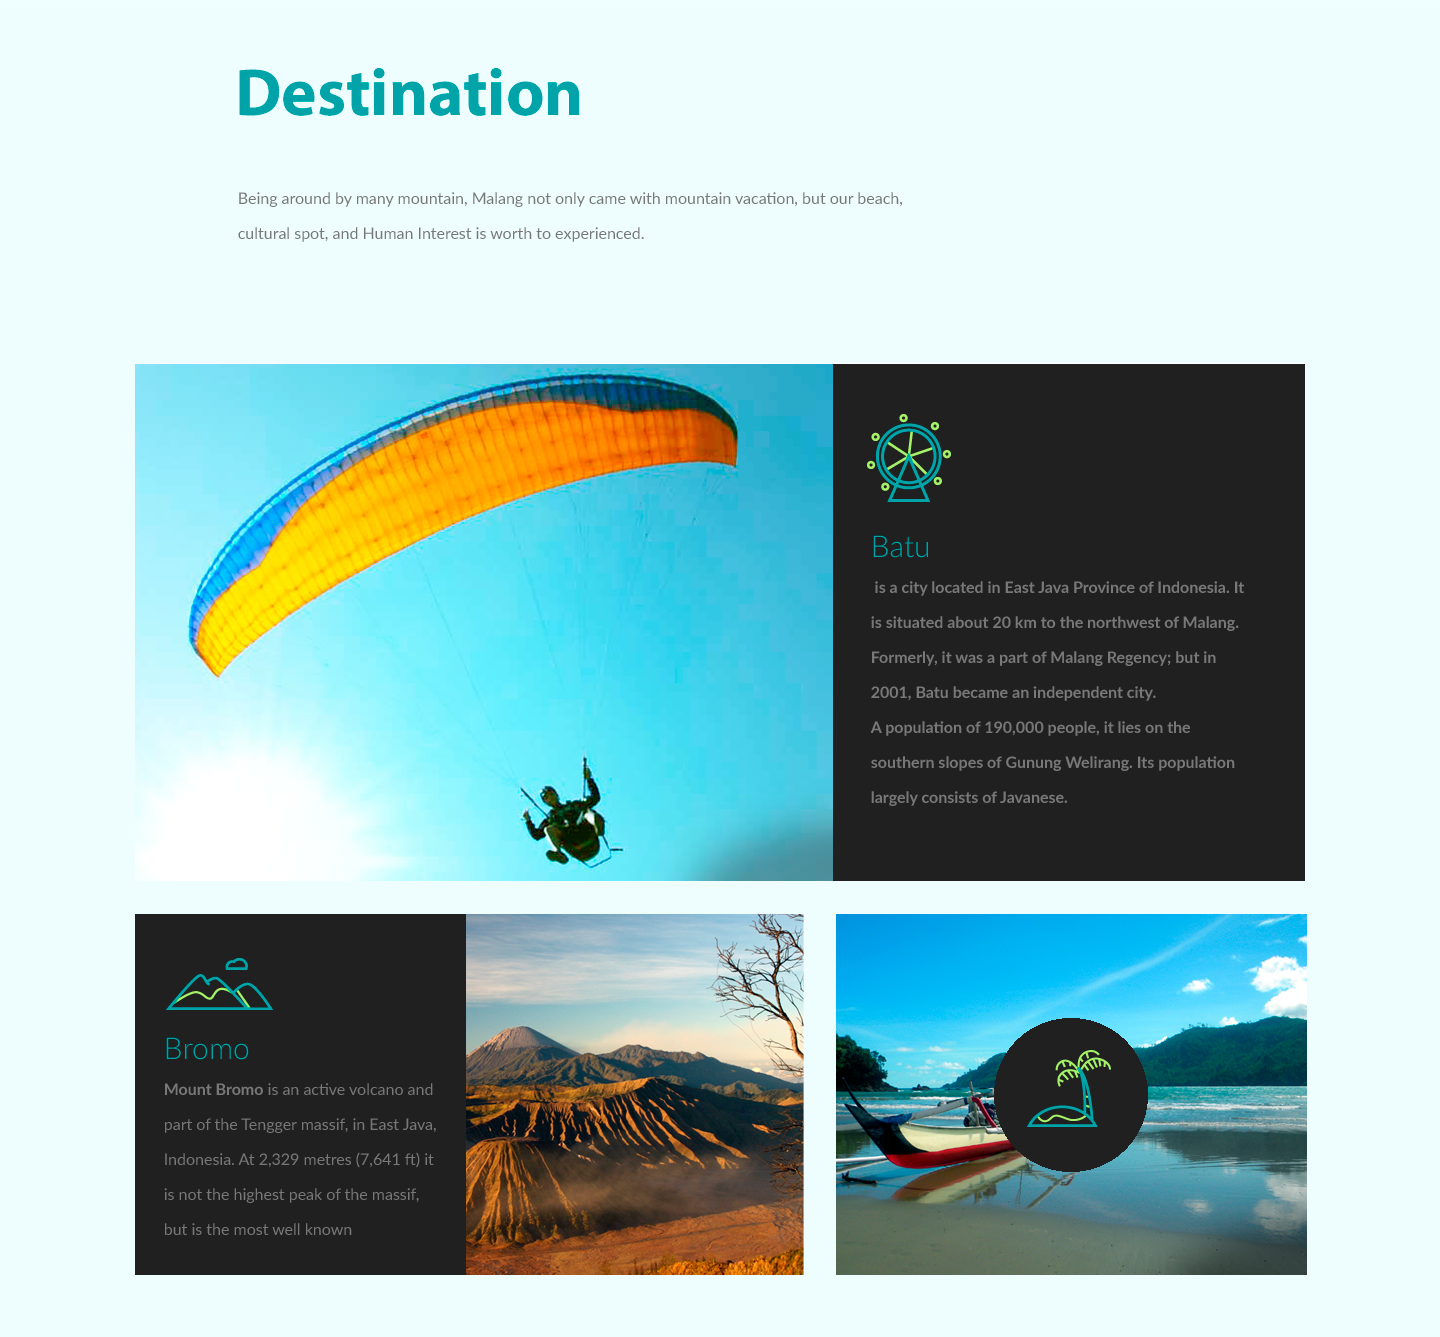 Destination
Being around by many mountain, Malang not only came with mountain vacation, but our beach,
cultural spot, and Human Interest is worth to experienced.
Batu
is a city located in East Java Province of Indonesia. It
is situated about 20 km to the northwest of Malang.
Formerly, it was a part of Malang Regency; but in
2001, Batu became an independent city.
A population of 190,000 people, it lies on the
southern slopes of Gunung Welirang. Its population
largely consists of Javanese.
Bromo
Mount Bromo is an active volcano and
part of the Tengger massif, in East Java,
Indonesia. At 2,329 metres (7,641 ft) it
is not the highest peak of the massif,
but is the most well known